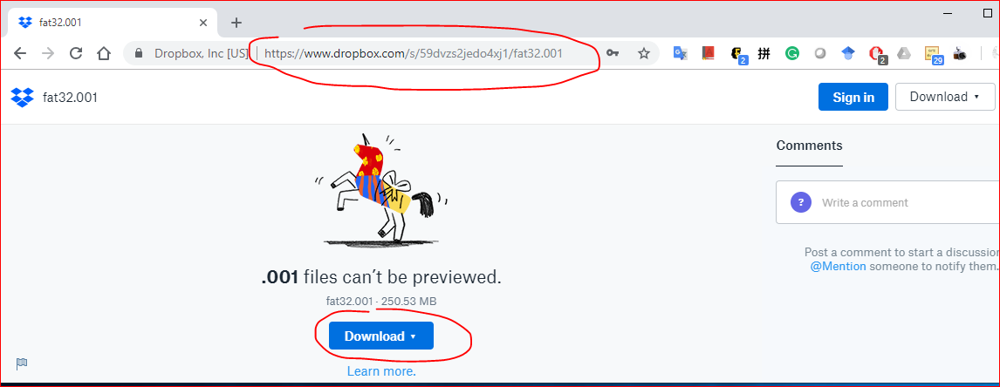 fat32.001
Dropbox, Inc [US] https://www.dropbox.com/s/59dvzs2jedo4xj1/fat32.001
2
拼
G
W
2
29
fat32.001
Sign in
Download
Comments
?
Write a comment
Post a comment to start a discussion
@Mention someone to notify them.
.001 files can't be previewed.
fat32.001 · 250.53 MB
Download
Learn more.